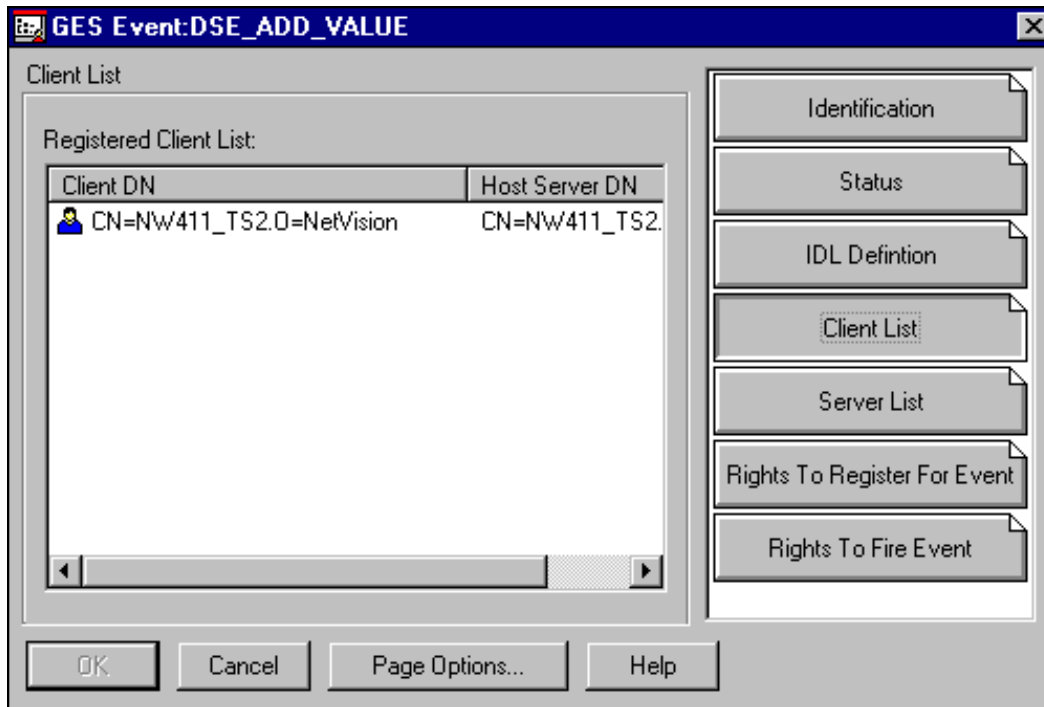 GES Event:DSE_ADD_VALUE
Client List
Registered Client List:
Client DN Host Server DN
CN=NW411_TS2.O=NetVision CN=NW411_TS2.
Identification
Status
IDL Defintion
Client List
Server List
Rights To Register For Event
Rights To Fire Event
OK Cancel Page Options... Help